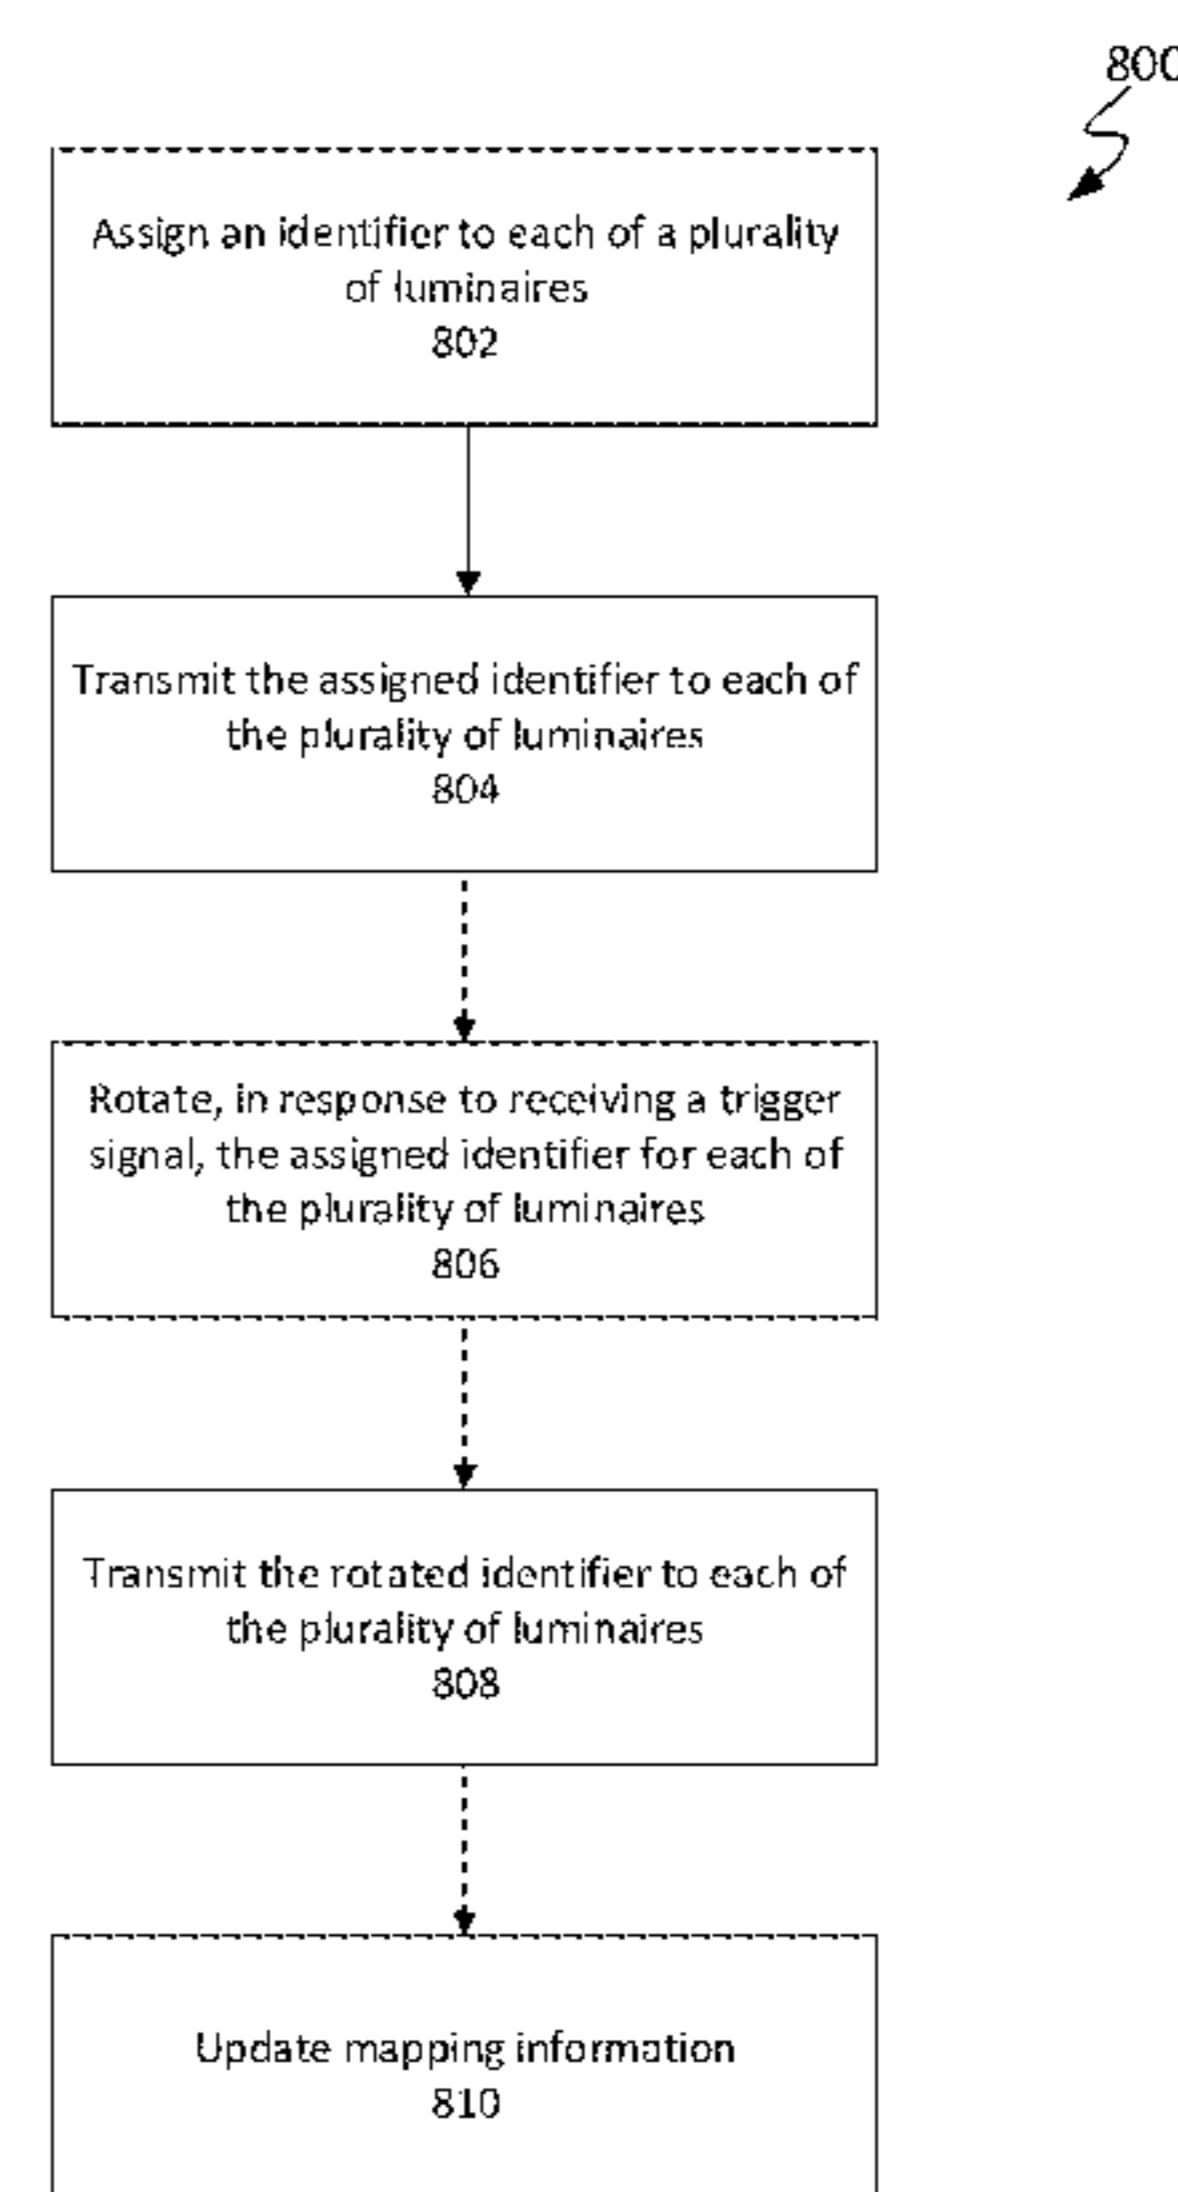 800
Assign an identifier to each of a plurality
of luminaires
802
Transmit the assigned identifier to each of
the plurality of luminaires
804
Rotate, in response to receiving a trigger
signal, the assigned identifier for each of
the plurality of luminaires
806
Transmit the rotated identifier to each of
the plurality of luminaires
808
Update mapping information
810